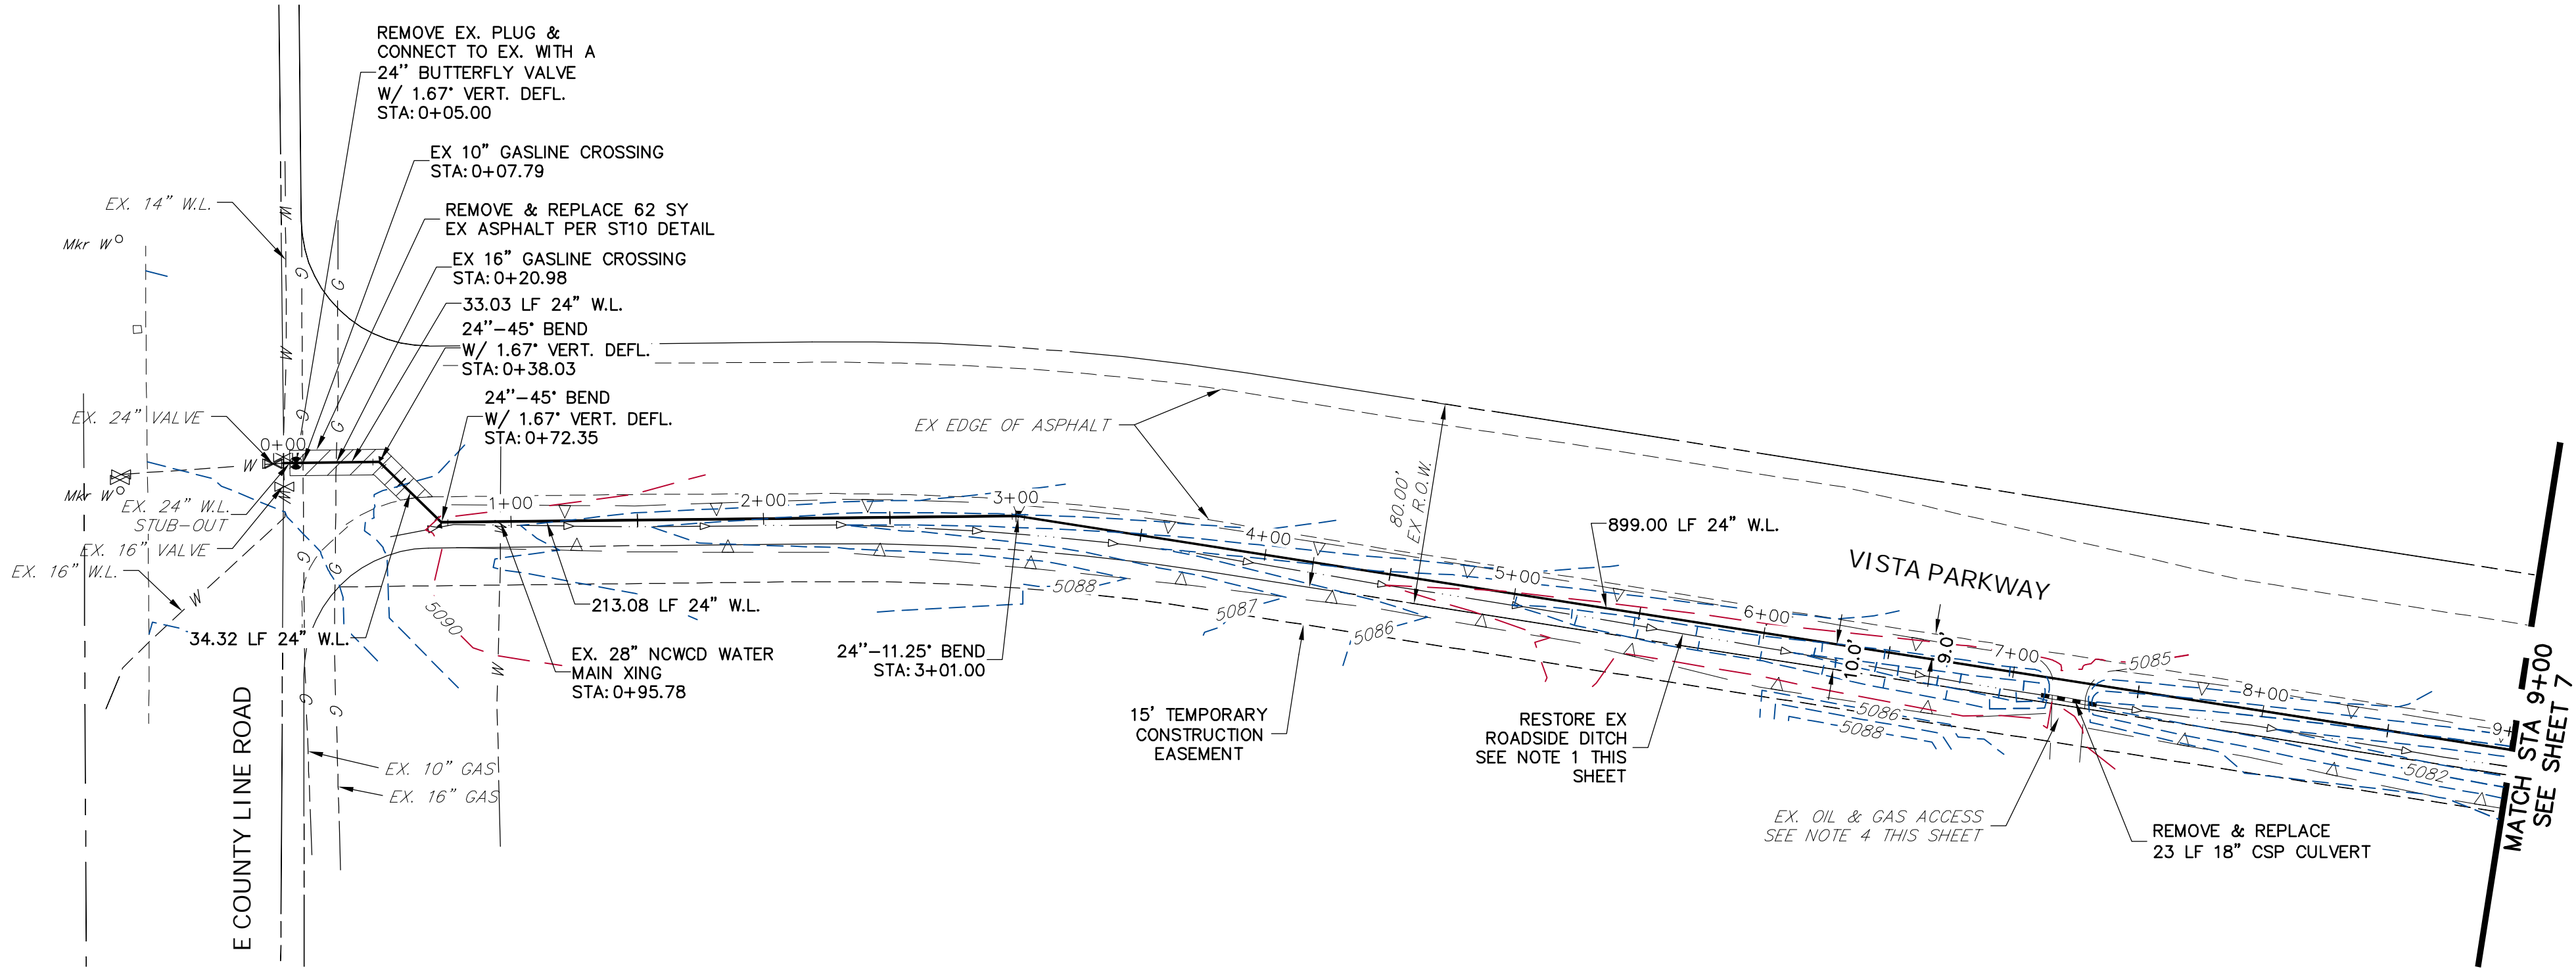 REMOVE EX. PLUG &
CONNECT TO EX. WITH A
24" BUTTERFLY VALVE
W/ 1.67° VERT. DEFL.
STA: 0+05.00
EX 10" GASLINE CROSSING
STA: 0+07.79
EX. 14" W.L.
REMOVE & REPLACE 62 SY
EX ASPHALT PER ST10 DETAIL
Mkr W
EX 16" GASLINE CROSSING
STA: 0+20.98
33.03 LF 24" W.L.
24"-45° BEND
W/ 1.67° VERT. DEFL.
STA: 0+38.03
24"-45° BEND
W/ 1.67° VERT. DEFL.
STA: 0+72.35
EX. 24" VALVE
0+00
EX EDGE OF ASPHALT
W
W
W
W
W
W
W
G
G
G
G
G
G
G
G
Mkr W
EX. 24" W.L.
STUB-OUT
EX. 16" VALVE
EX. 16" W.L.
34.32 LF 24" W.L.
1+00
2+00
3+00
4+00
5+00
6+00
7+00
8+00
9+
80.00'
EX R.O.W.
899.00 LF 24" W.L.
VISTA PARKWAY
213.08 LF 24" W.L.
5090
5088
5087
5086
5086
5088
5085
5082
10.0'
9.0'
EX. 28" NCWCD WATER
MAIN XING
STA: 0+95.78
24"-11.25° BEND
STA: 3+01.00
15' TEMPORARY
CONSTRUCTION
EASEMENT
RESTORE EX
ROADSIDE DITCH
SEE NOTE 1 THIS
SHEET
EX. OIL & GAS ACCESS
SEE NOTE 4 THIS SHEET
REMOVE & REPLACE
23 LF 18" CSP CULVERT
EX. 10" GAS
EX. 16" GAS
E COUNTY LINE ROAD
MATCH STA 9+00
SEE SHEET 7